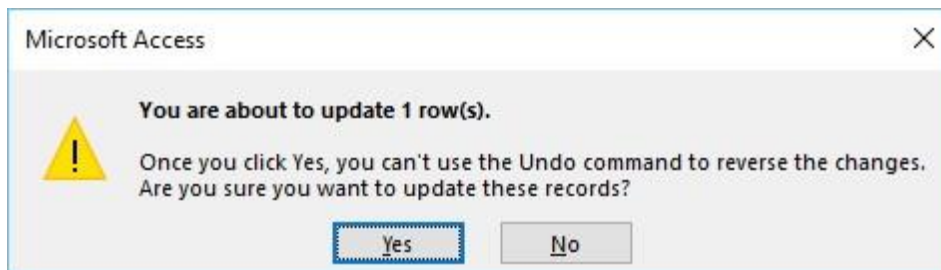 Microsoft Access
You are about to update 1 row(s).
Once you click Yes, you can't use the Undo command to reverse the changes.
Are you sure you want to update these records?
Yes
No